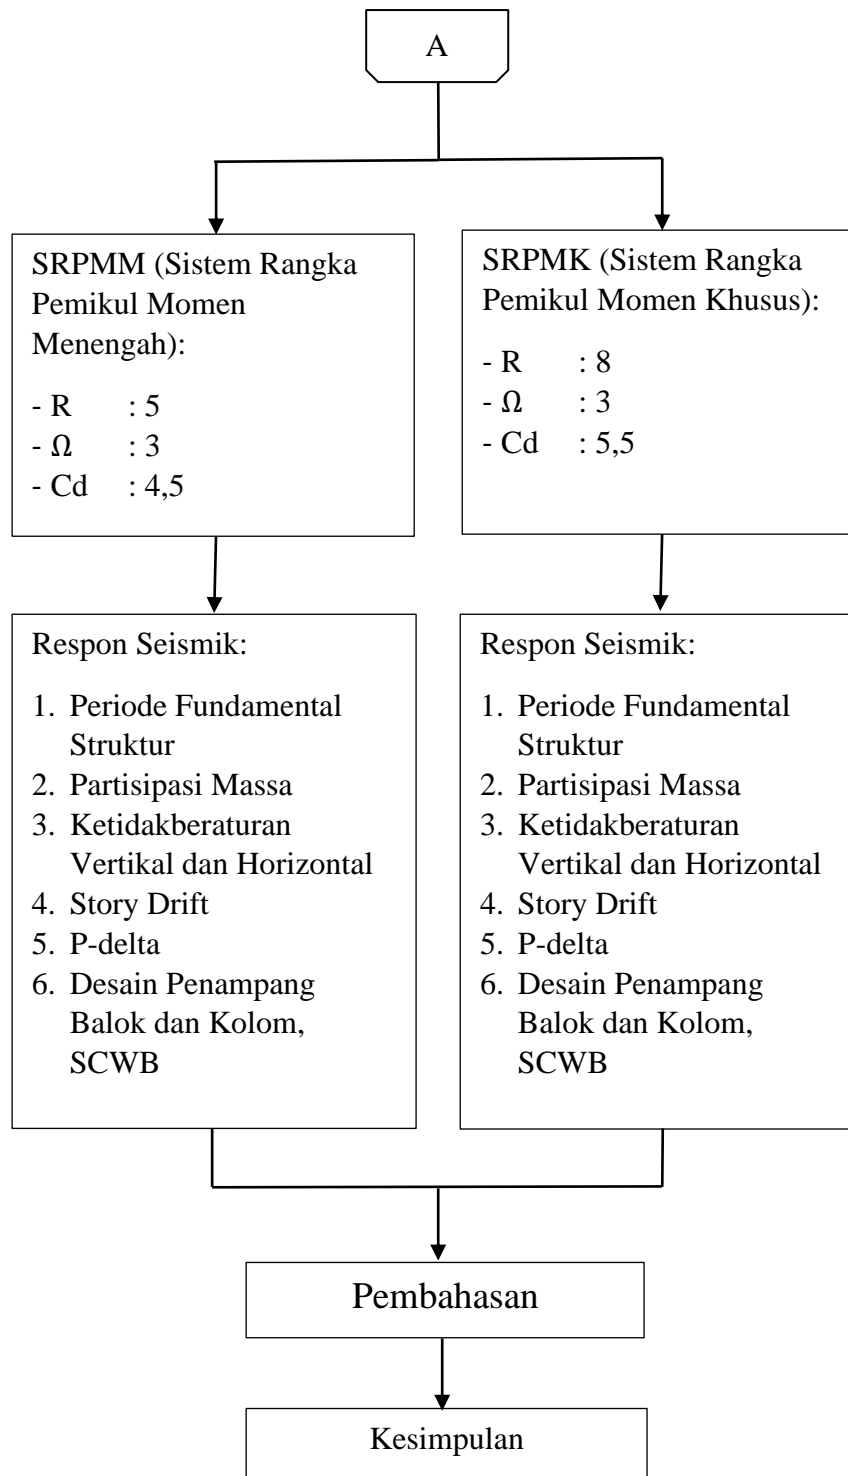 A
SRPMM (Sistem Rangka
Pemikul Momen
Menengah):
- R : 5
- Ω : 3
- Cd : 4,5
SRPMK (Sistem Rangka
Pemikul Momen Khusus):
- R : 8
- Ω : 3
- Cd : 5,5
Respon Seismik:
1. Periode Fundamental
Struktur
2. Partisipasi Massa
3. Ketidakberaturan
Vertikal dan Horizontal
4. Story Drift
5. P-delta
6. Desain Penampang
Balok dan Kolom,
SCWB
Respon Seismik:
1. Periode Fundamental
Struktur
2. Partisipasi Massa
3. Ketidakberaturan
Vertikal dan Horizontal
4. Story Drift
5. P-delta
6. Desain Penampang
Balok dan Kolom,
SCWB
Pembahasan
Kesimpulan